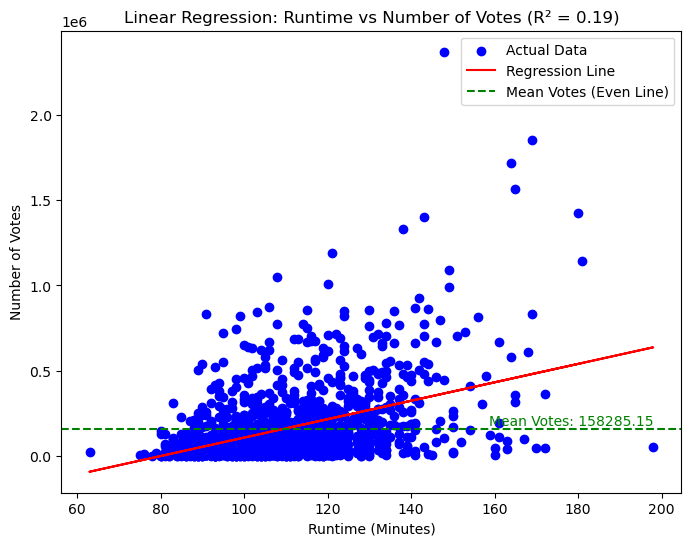 Linear Regression: Runtime vs Number of Votes (R² = 0.19)
1e6
Actual Data
Regression Line
Mean Votes (Even Line)
2.0
1.5
1.0
0.5
0.0
Number of Votes
Mean Votes: 158285.15
60 80 100 120 140 160 180 200
Runtime (Minutes)